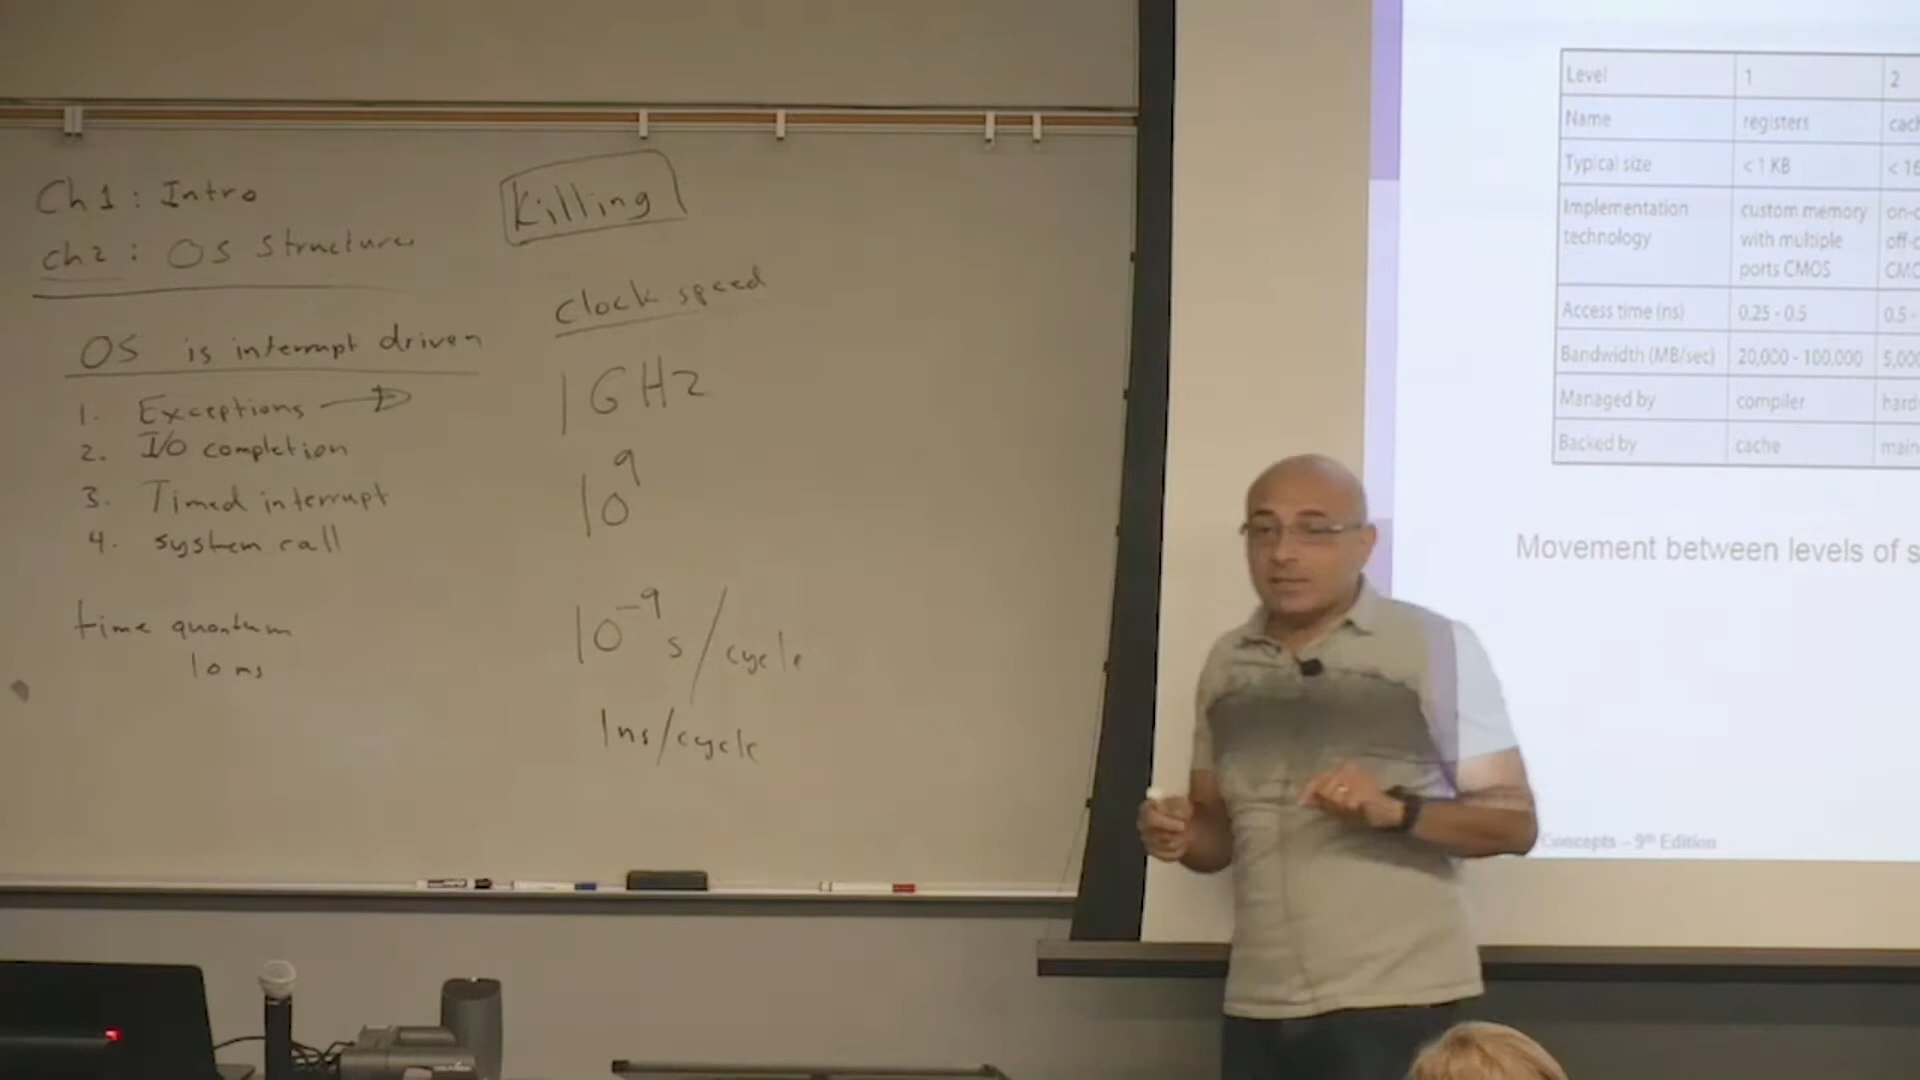 Ch1: Intro
ch2: OS Structures
OS is interrupt driven
1. Exceptions
2. I/O completion
3. Timed interrupt
4. system call
time quantum
10 ms
Killing
Clock speed
1 GHz
10^9
10^-9 s/cycle
1ns/cycle
Level 1 2
Name registers
Typical size < 1 KB
Implementation technology
custom memory
with multiple
ports CMOS
Access time (ns) 0.25 - 0.5 0.5 -
Bandwidth (MB/sec) 20,000 - 100,000
Managed by compiler
Backed by cache
Movement between levels of
Concepts – 9th Edition